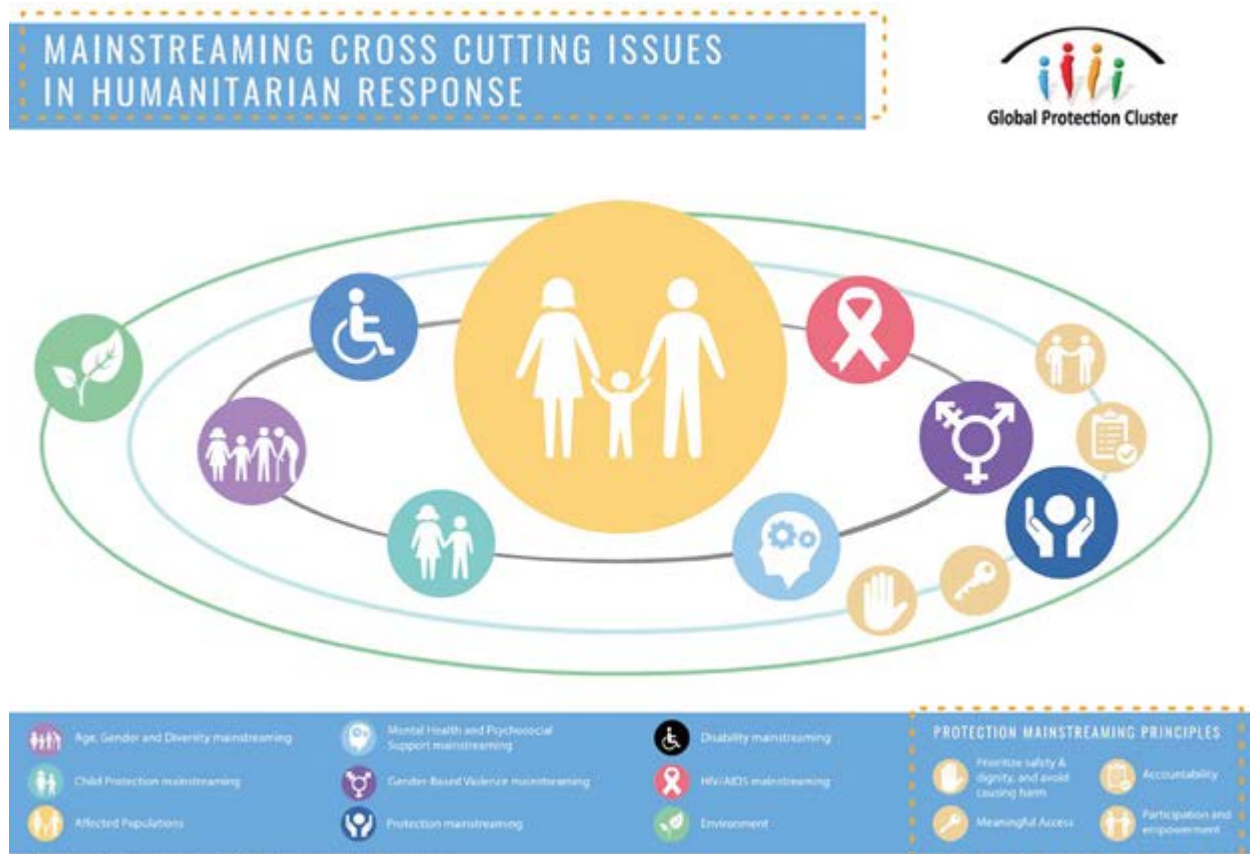 MAINSTREAMING CROSS CUTTING ISSUES
IN HUMANITARIAN RESPONSE
Global Protection Cluster
Age, Gender and Diversity mainstreaming
Child Protection mainstreaming
Affected Populations
Mental Health and Psychosocial
Support mainstreaming
Gender-Based Violence mainstreaming
Protection mainstreaming
Disability mainstreaming
HIV/AIDS mainstreaming
Environment
PROTECTION MAINSTREAMING PRINCIPLES
Prioritize safety &
dignity, and avoid
causing harm
Meaningful Access
Accountability
Participation and
empowerment